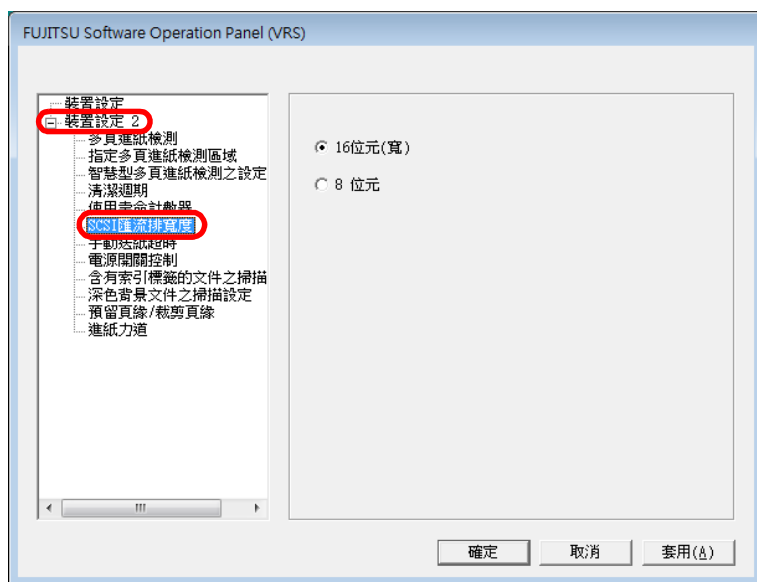 FUJITSU Software Operation Panel (VRS)
裝置設定
裝置設定 2
多頁進紙檢測
指定多頁進紙檢測區域
智慧型多頁進紙檢測之設定
清潔週期
使用壽命計數器
SCSI匯流排寬度
手動送紙超時
電源開關控制
含有索引標籤的文件之掃描
深色背景文件之掃描設定
預留頁緣/裁剪頁緣
進紙力道
16位元(寬)
8 位元
確定
取消
套用(A)